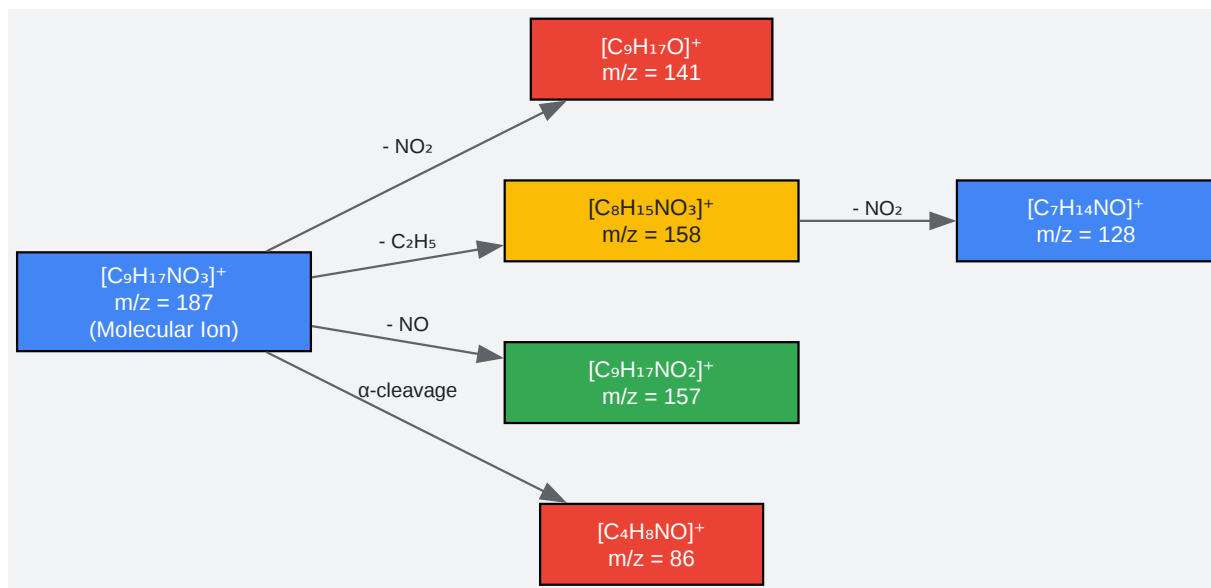 [C₉H₁₇O]⁺
m/z = 141
- NO₂
[C₈H₁₅NO₃]⁺
m/z = 158
- NO₂
[C₇H₁₄NO]⁺
m/z = 128
- C₂H₅
[C₉H₁₇NO₃]⁺
m/z = 187
(Molecular Ion)
- NO
[C₉H₁₇NO₂]⁺
m/z = 157
α-cleavage
[C₄H₈NO]⁺
m/z = 86